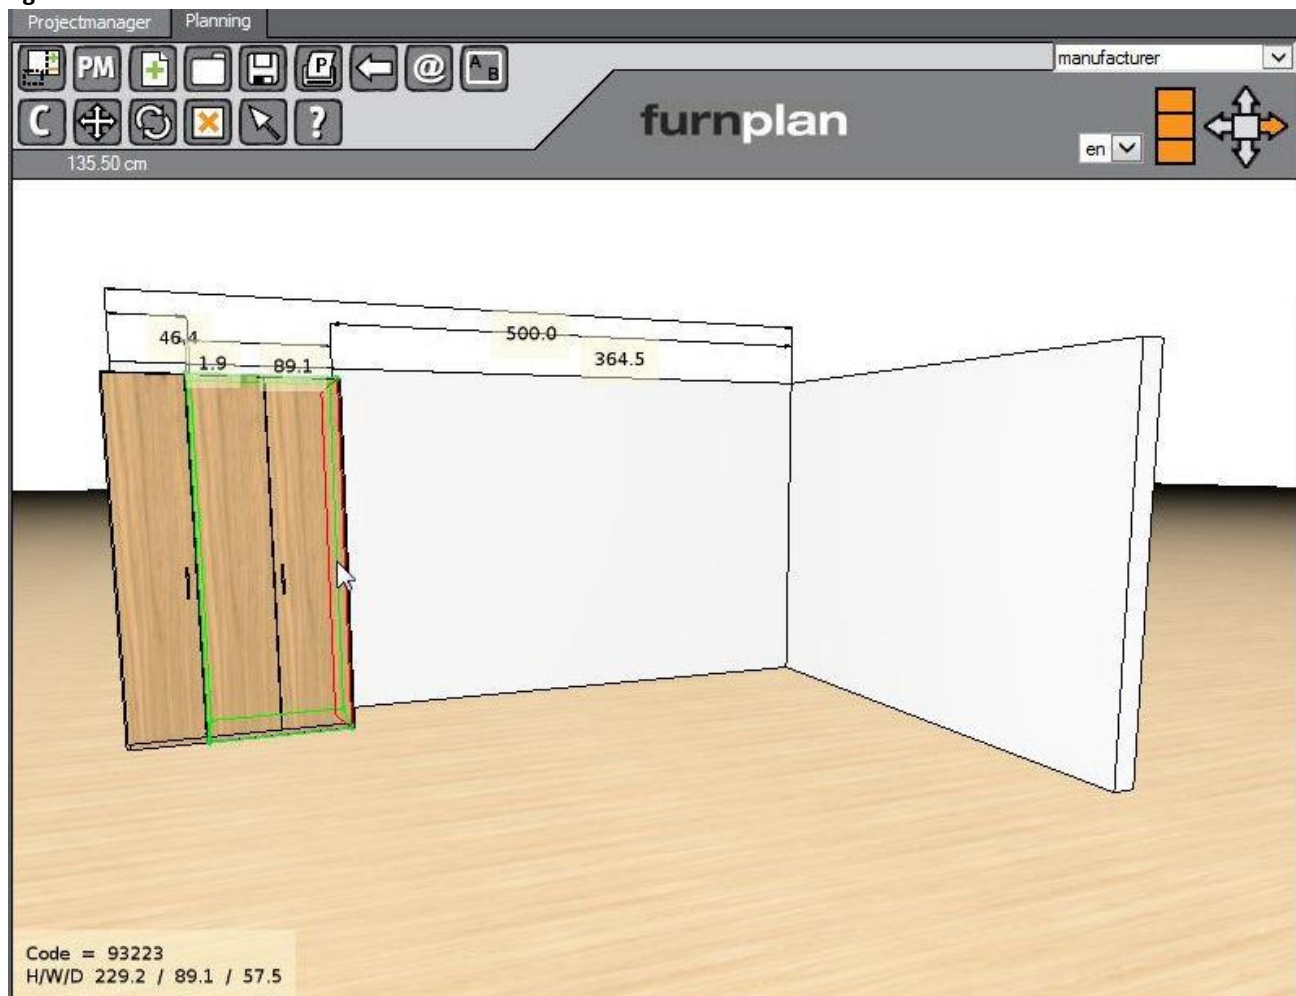 Projectmanager Planning
PM P @ A B
manufacturer
C ?
furnplan
en
135.50 cm
46.4
500.0
1.9 89.1
364.5
Code = 93223
H/W/D 229.2 / 89.1 / 57.5